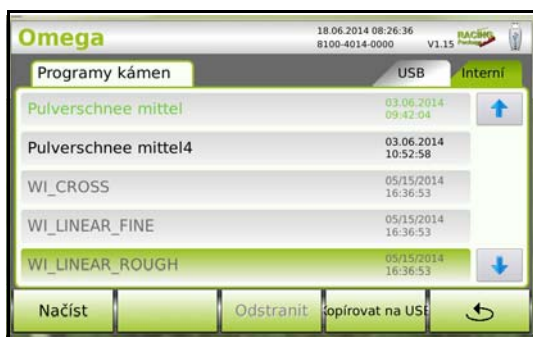 Omega
18.06.2014 08:26:36
8100-4014-0000 V1.15
RACING
Programy kámen
USB
Interní
Pulverschnee mittel
03.06.2014
09:42:04
Pulverschnee mittel4
03.06.2014
10:52:58
WI_CROSS
05/15/2014
16:36:53
WI_LINEAR_FINE
05/15/2014
16:36:53
WI_LINEAR_ROUGH
05/15/2014
16:36:53
Načíst
Odstranit
opírovat na USB